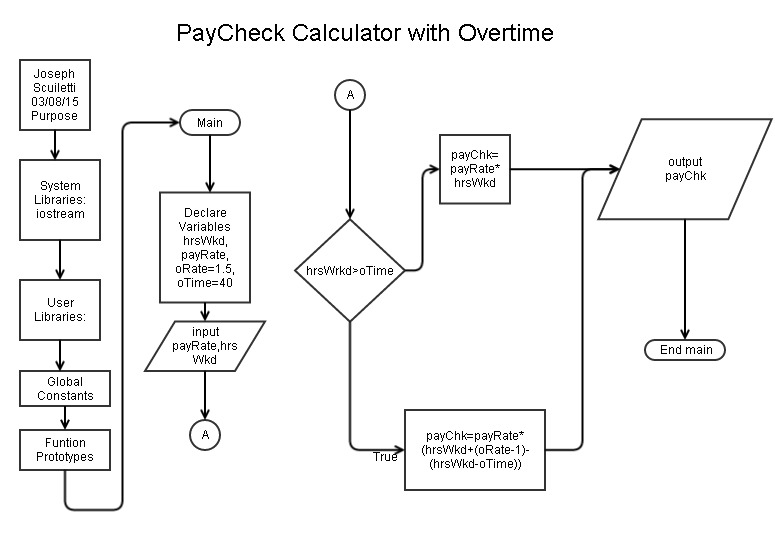 PayCheck Calculator with Overtime
Joseph
Scuiletti
03/08/15
Purpose
System
Libraries:
iostream
User
Libraries:
Global
Constants
Funtion
Prototypes
Main
Declare
Variables
hrsWkd,
payRate,
oRate=1.5,
oTime=40
input
payRate,hrs
Wkd
A
A
hrsWrkd>oTime
payChk=
payRate*
hrsWkd
True
payChk=payRate*
(hrsWkd+(oRate-1)-
(hrsWkd-oTime))
output
payChk
End main